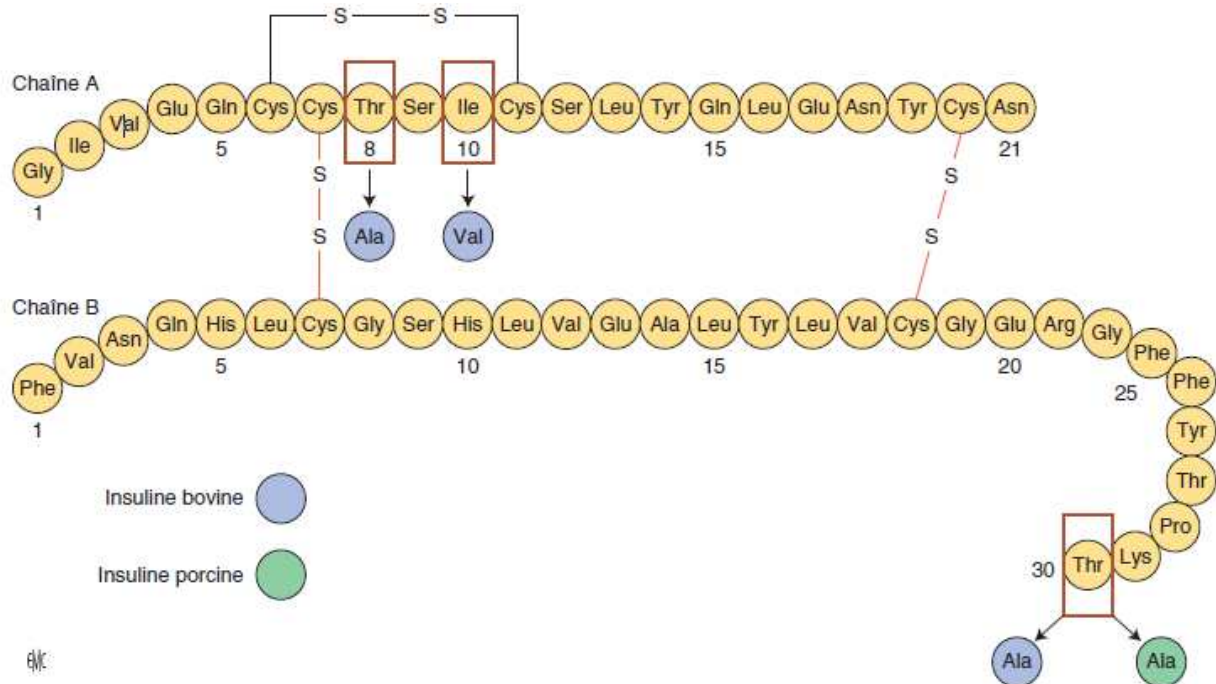 S S
Chaîne A
Gly Ile Val Glu Gln Cys Cys Thr Ser Ile Cys Ser Leu Tyr Gln Leu Glu Asn Tyr Cys Asn
1 5 8 10 15 21
S S
S S
Ala Val
Chaîne B
Phe Val Asn Gln His Leu Cys Gly Ser His Leu Val Glu Ala Leu Tyr Leu Val Cys Gly Glu Arg Gly Phe Phe Tyr Thr Pro Lys Thr
1 5 10 15 20 25 30
Insuline bovine
Insuline porcine
Ala Ala
EMC